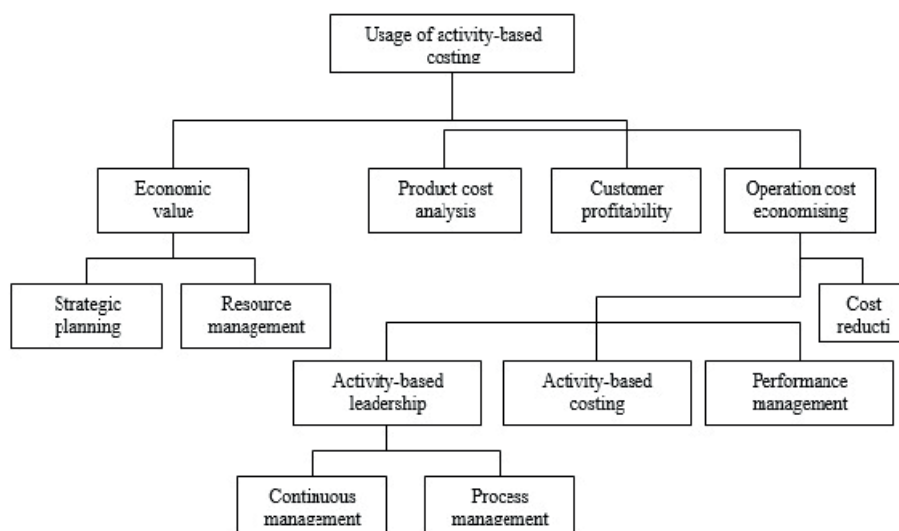 Usage of activity-based
costing
Economic
value
Product cost
analysis
Customer
profitability
Operation cost
economising
Strategic
planning
Resource
management
Cost
reducti
Activity-based
leadership
Activity-based
costing
Performance
management
Continuous
management
Process
management